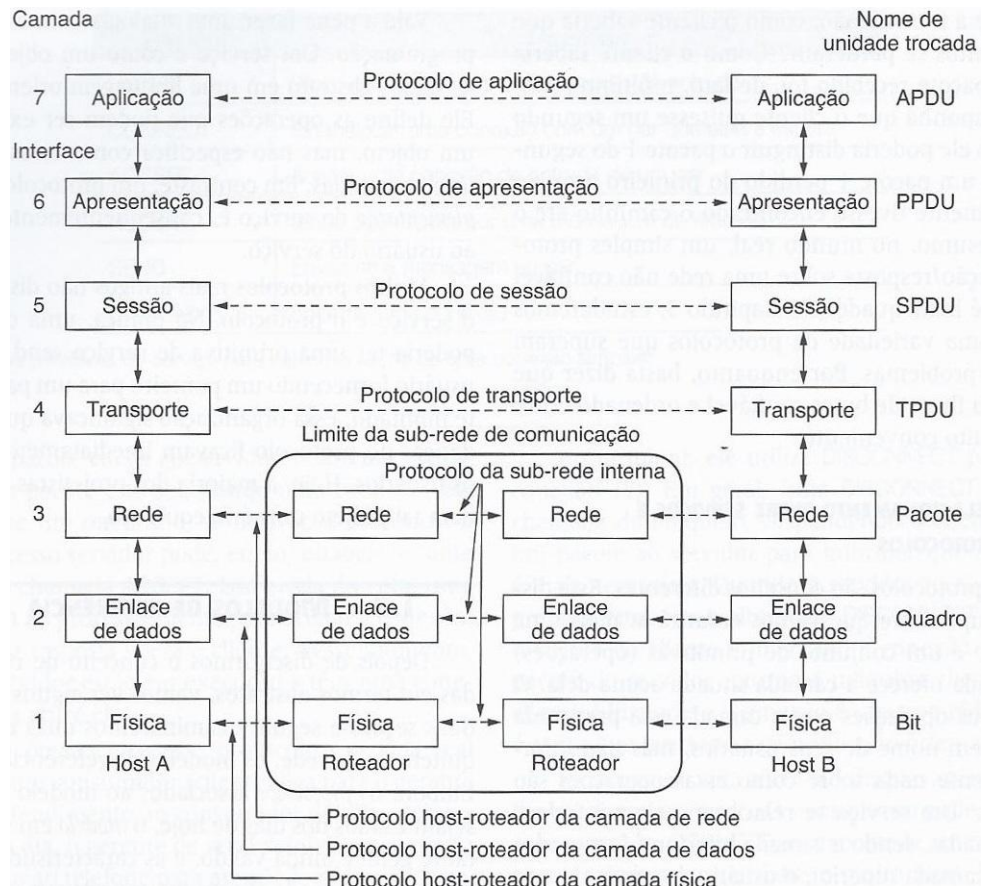 Camada
Nome de
unidade trocada
Protocolo de aplicação
7
Aplicação
Aplicação
APDU
Interface
Protocolo de apresentação
6
Apresentação
Apresentação
PPDU
Protocolo de sessão
5
Sessão
Sessão
SPDU
Protocolo de transporte
4
Transporte
Transporte
TPDU
Limite da sub-rede de comunicação
Protocolo da sub-rede interna
3
Rede
Rede
Rede
Rede
Pacote
2
Enlace
de dados
Enlace
de dados
Enlace
de dados
Enlace
de dados
Quadro
1
Física
Física
Física
Física
Bit
Host A
Roteador
Roteador
Host B
Protocolo host-roteador da camada de rede
Protocolo host-roteador da camada de dados
Protocolo host-roteador da camada física